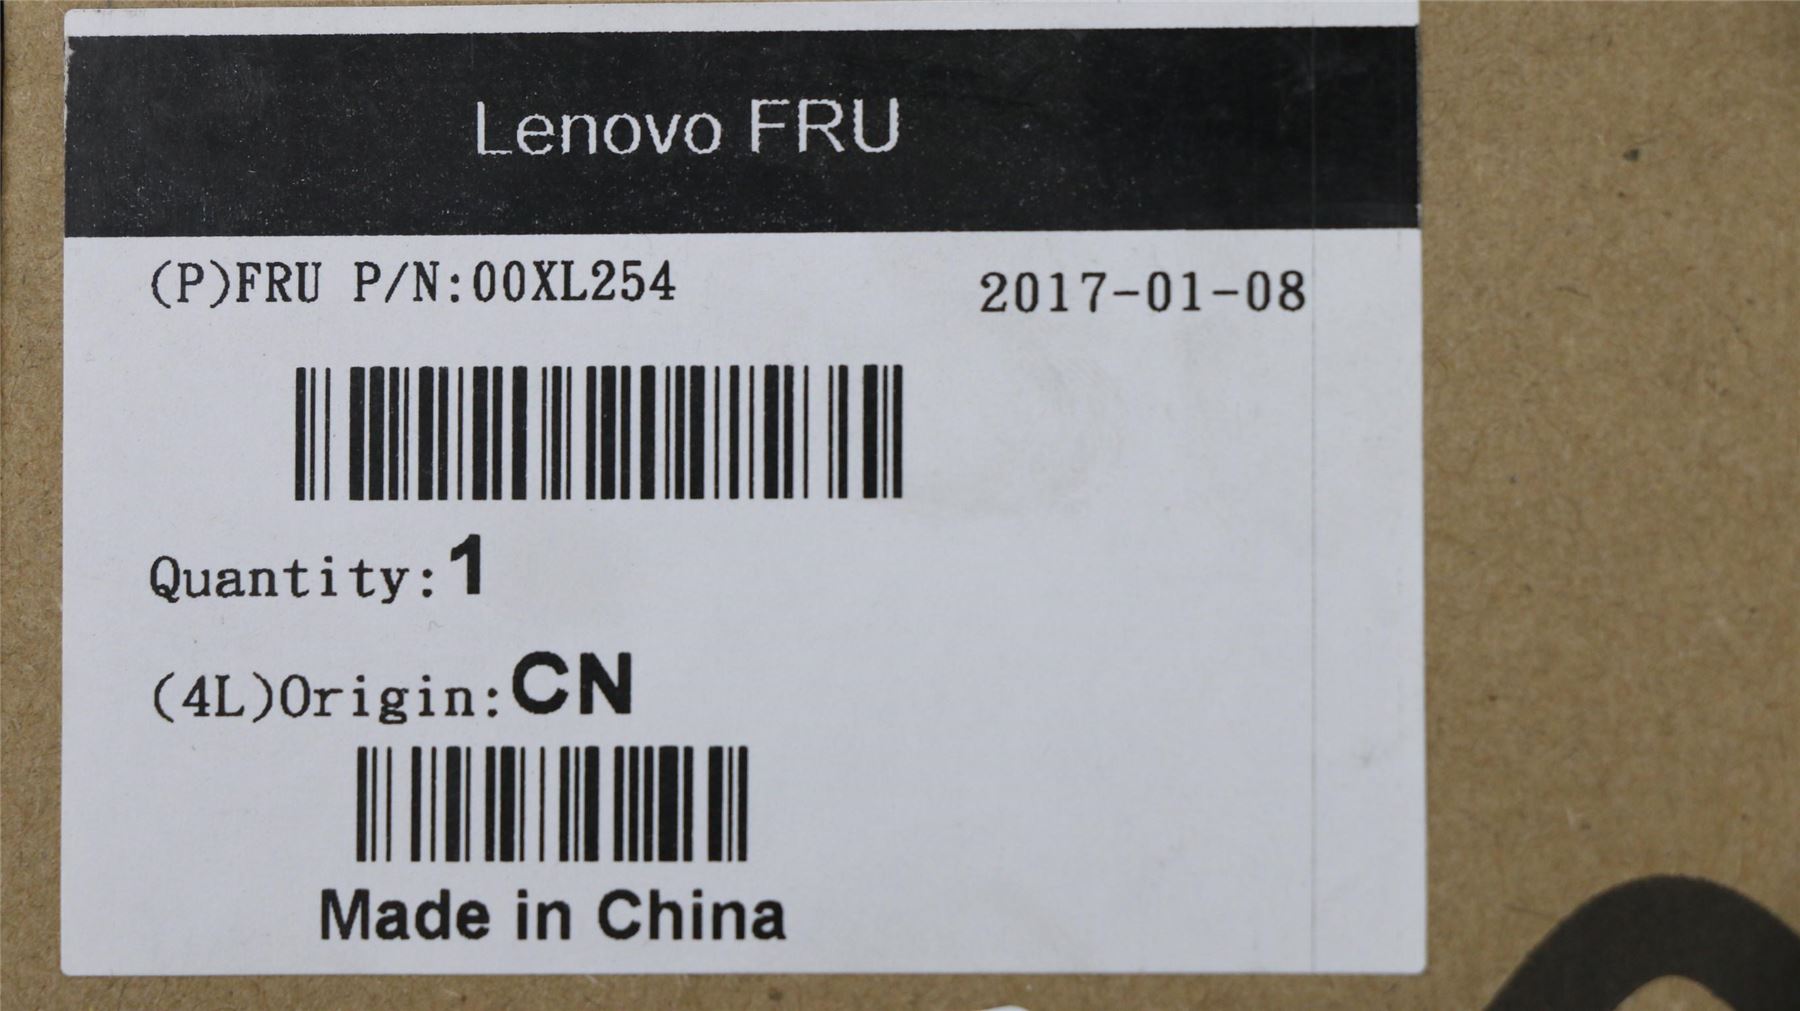 Lenovo FRU
(P)FRU P/N:00XL254 2017-01-08
Quantity:1
(4L)Origin:CN
Made in China